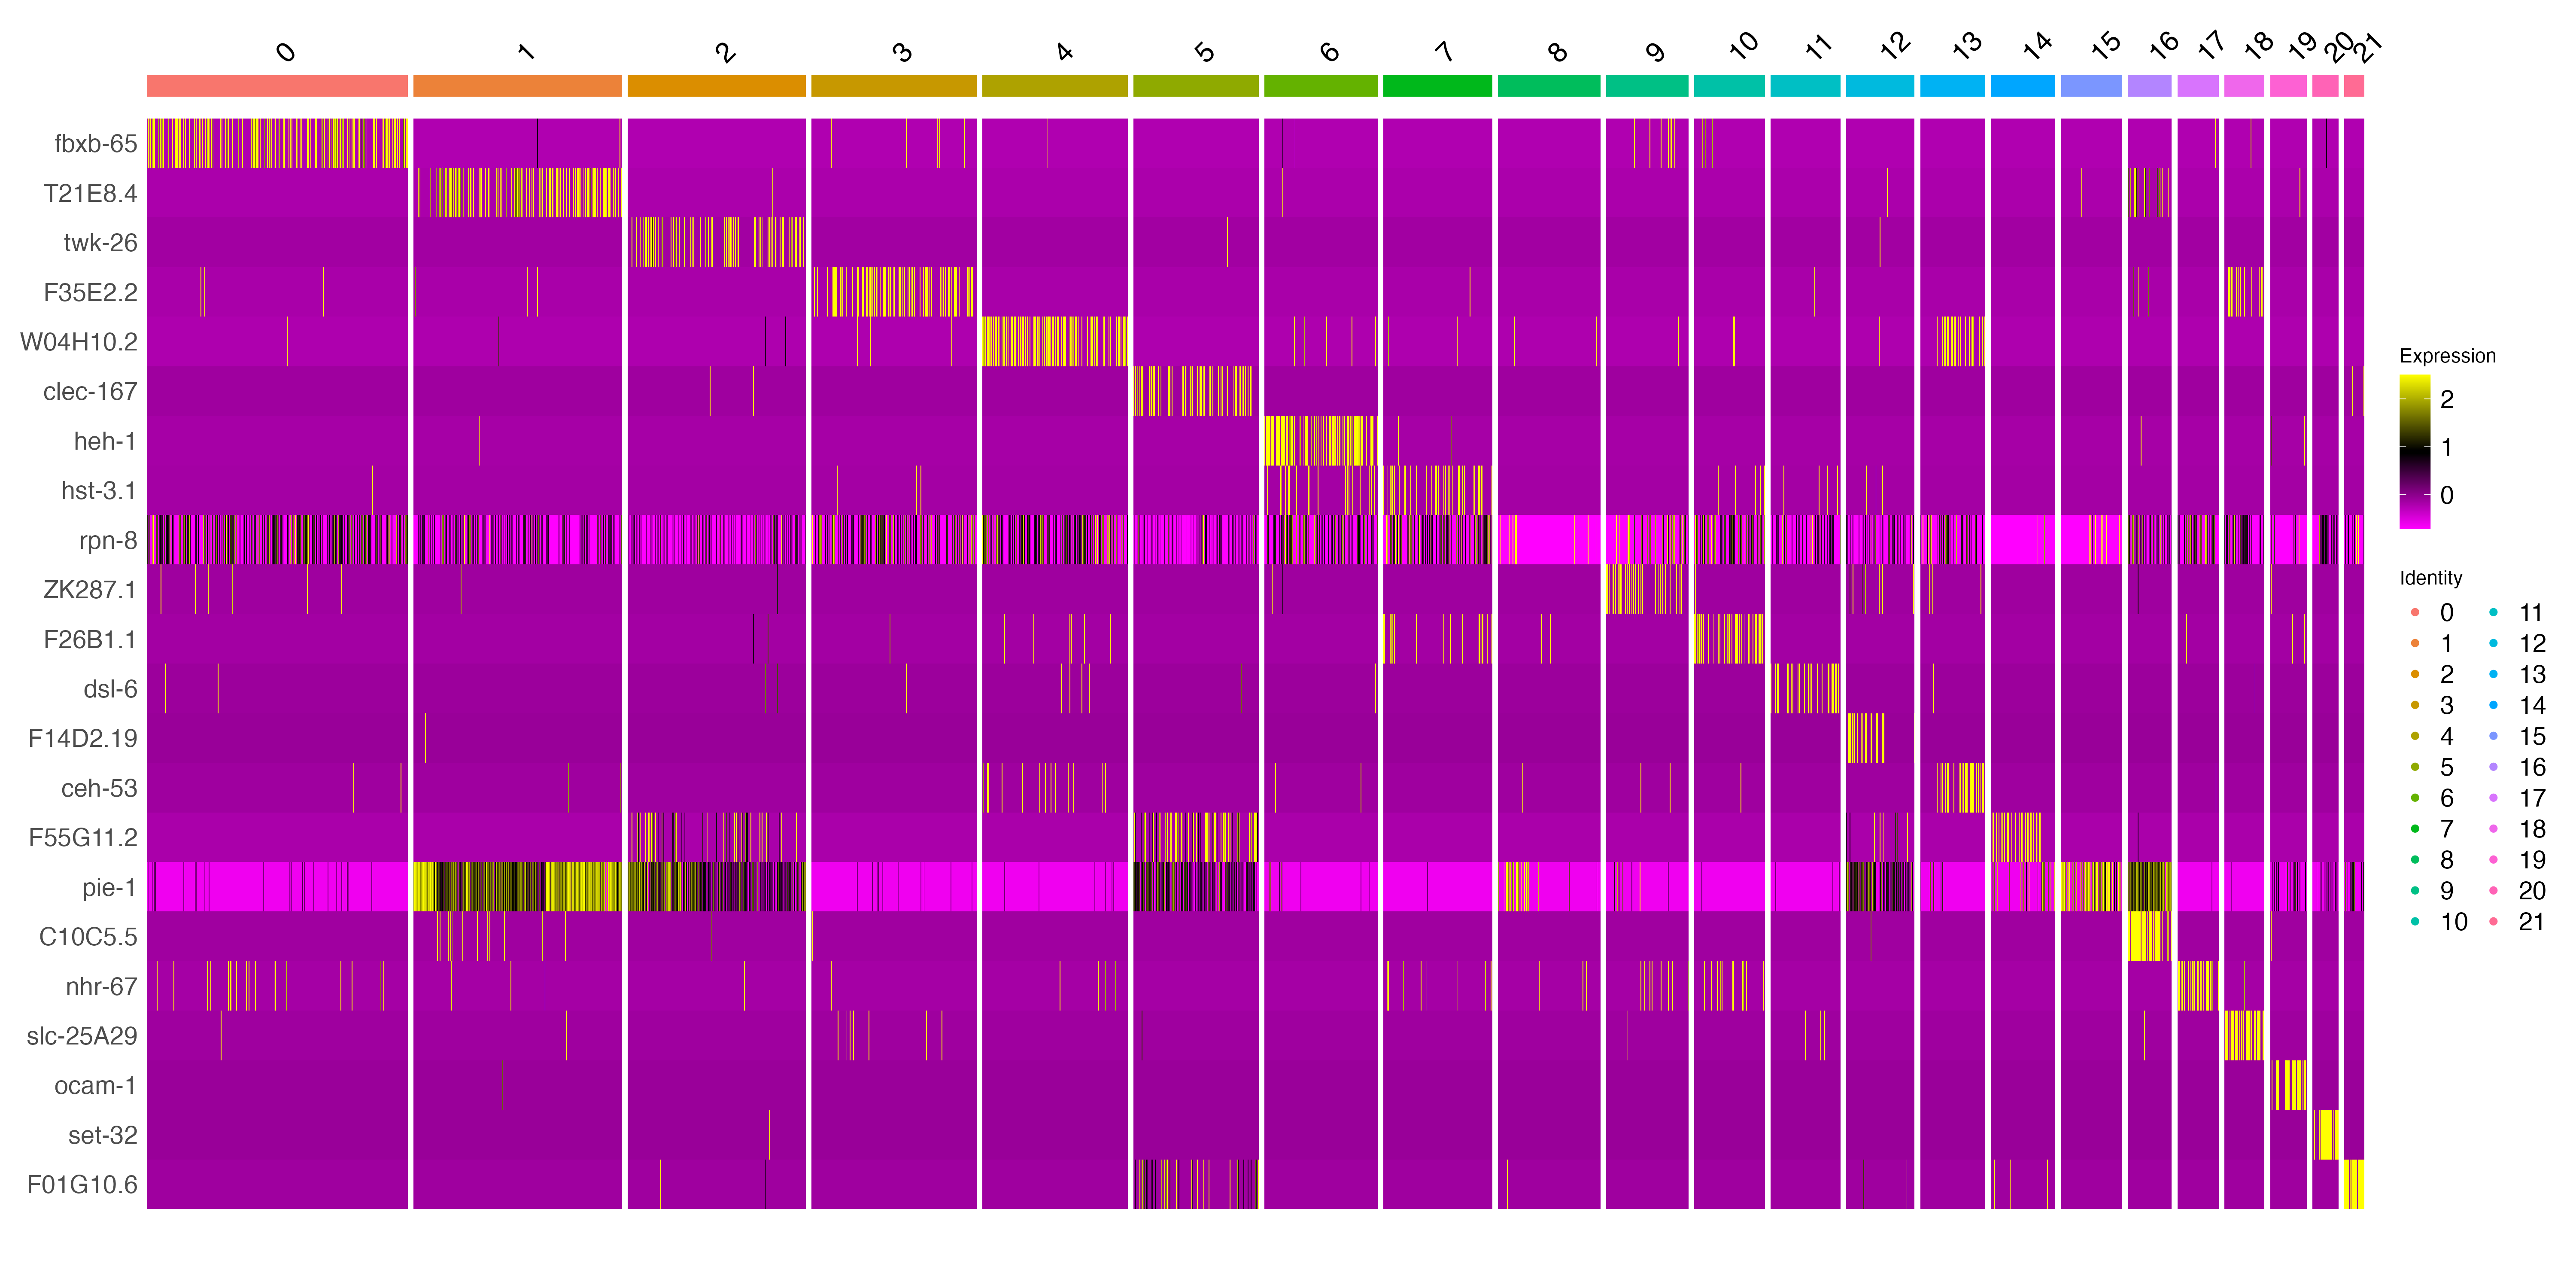 0 1 2 3 4 5 6 7 8 9 10 11 12 13 14 15 16 17 18 19 20 21
fbxb-65
T21E8.4
twk-26
F35E2.2
W04H10.2
clec-167
heh-1
hst-3.1
rpn-8
ZK287.1
F26B1.1
dsl-6
F14D2.19
ceh-53
F55G11.2
pie-1
C10C5.5
nhr-67
slc-25A29
ocam-1
set-32
F01G10.6
Expression
2
1
0
Identity
0 11
1 12
2 13
3 14
4 15
5 16
6 17
7 18
8 19
9 20
10 21